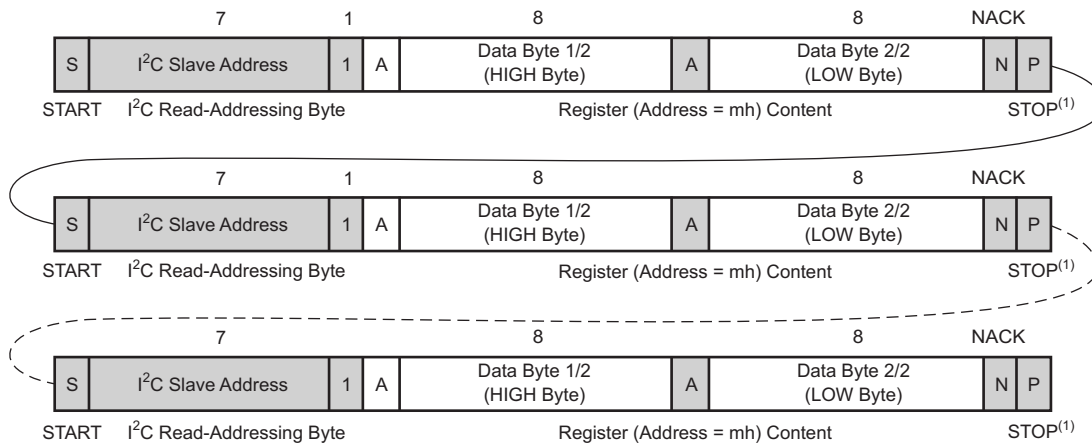 7 1 8 8 NACK
S I²C Slave Address 1 A Data Byte 1/2 (HIGH Byte) A Data Byte 2/2 (LOW Byte) N P
START I²C Read-Addressing Byte Register (Address = mh) Content STOP(1)
7 1 8 8 NACK
S I²C Slave Address 1 A Data Byte 1/2 (HIGH Byte) A Data Byte 2/2 (LOW Byte) N P
START I²C Read-Addressing Byte Register (Address = mh) Content STOP(1)
7 1 8 8 NACK
S I²C Slave Address 1 A Data Byte 1/2 (HIGH Byte) A Data Byte 2/2 (LOW Byte) N P
START I²C Read-Addressing Byte Register (Address = mh) Content STOP(1)